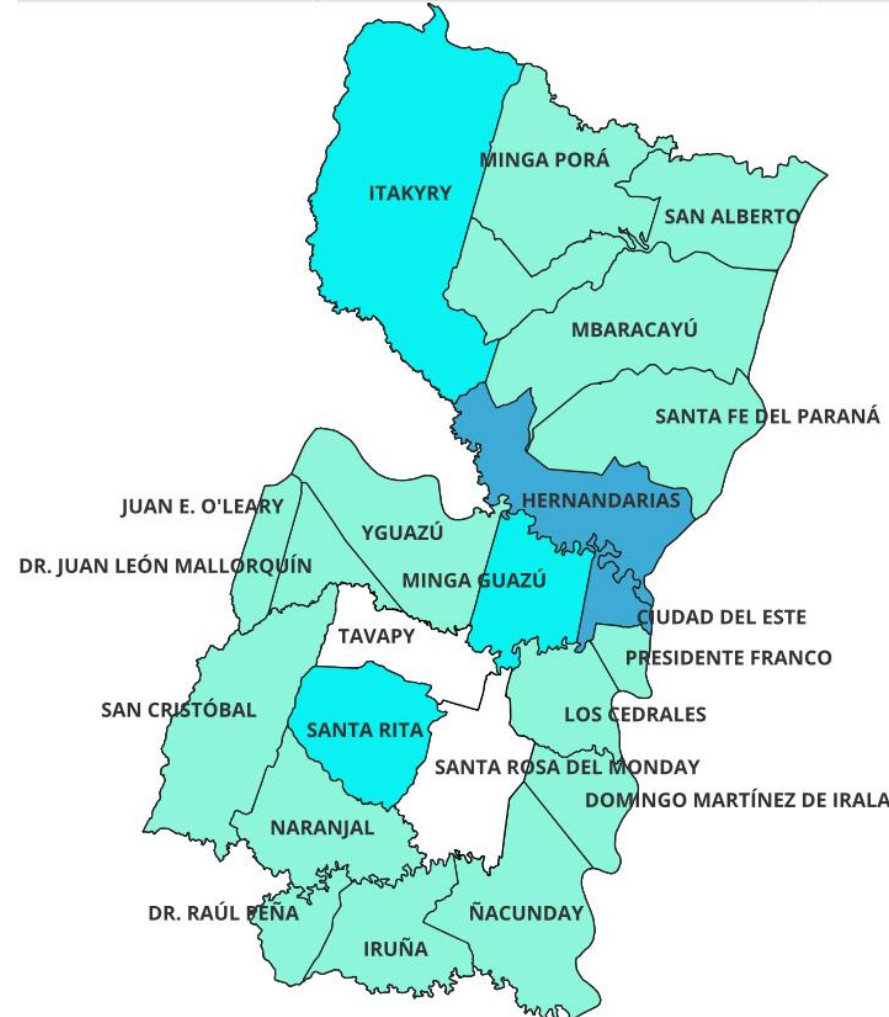 MINGA PORÁ
ITAKYRY
SAN ALBERTO
MBARACAYÚ
SANTA FE DEL PARANÁ
HERNANDARIAS
JUAN E. O'LEARY
YGUAZÚ
DR. JUAN LEÓN MALLORQUÍN
MINGA GUAZÚ
CIUDAD DEL ESTE
TAVAPY
PRESIDENTE FRANCO
SAN CRISTÓBAL
LOS CEDRALES
SANTA RITA
SANTA ROSA DEL MONDAY
DOMINGO MARTÍNEZ DE IRALA
NARANJAL
DR. RAÚL PEÑA
ÑACUNDAY
IRUÑA